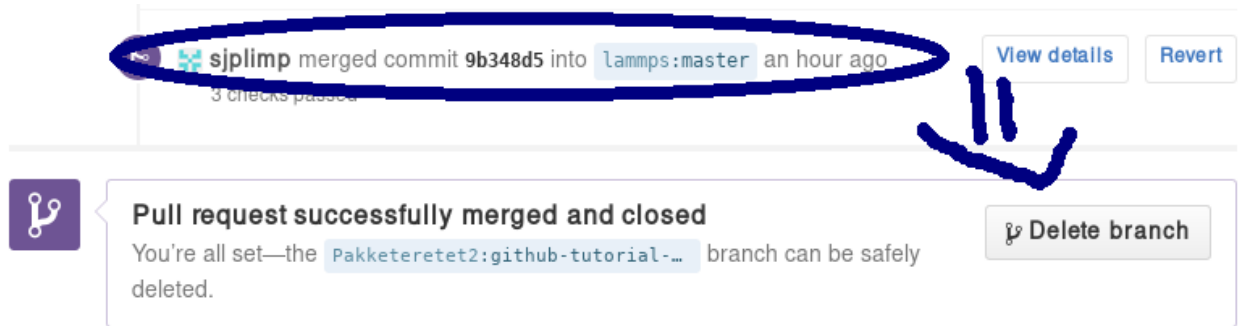 sjplimp merged commit 9b348d5 into lammps:master an hour ago
View details
Revert
3 checks passed
Pull request successfully merged and closed
Delete branch
You're all set—the Pakketeretet2:github-tutorial-… branch can be safely
deleted.